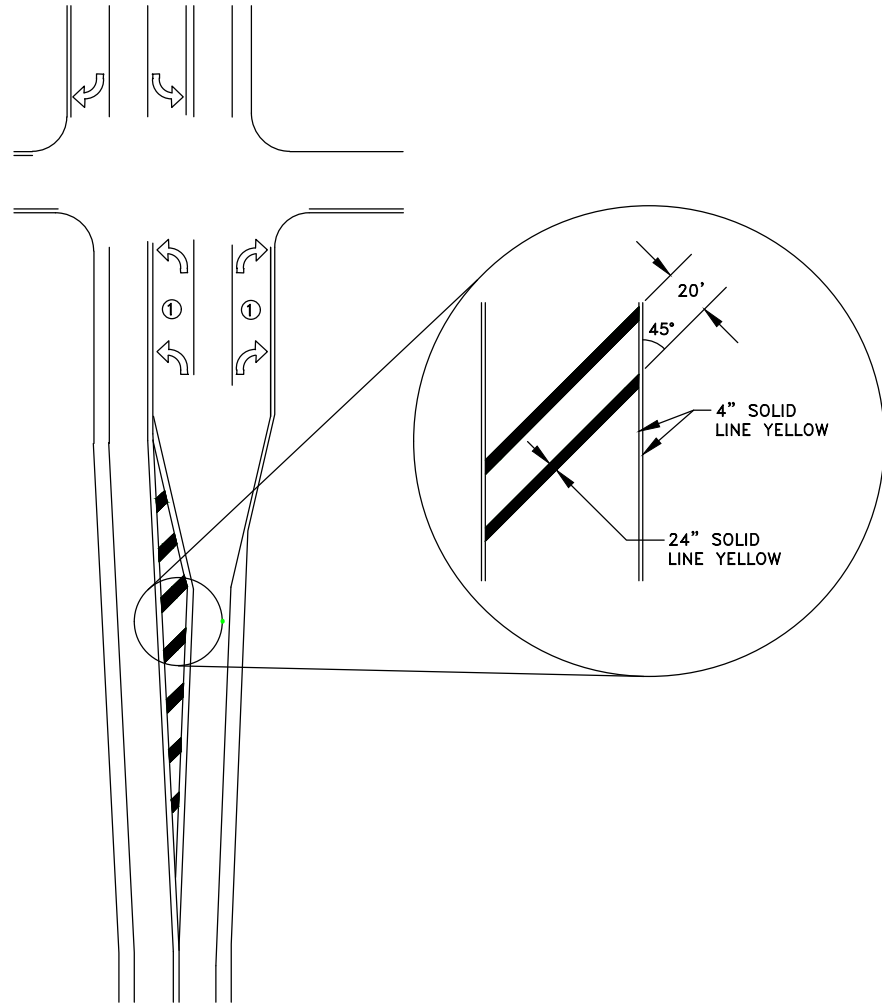 ①
①
20'
45°
4" SOLID
LINE YELLOW
24" SOLID
LINE YELLOW